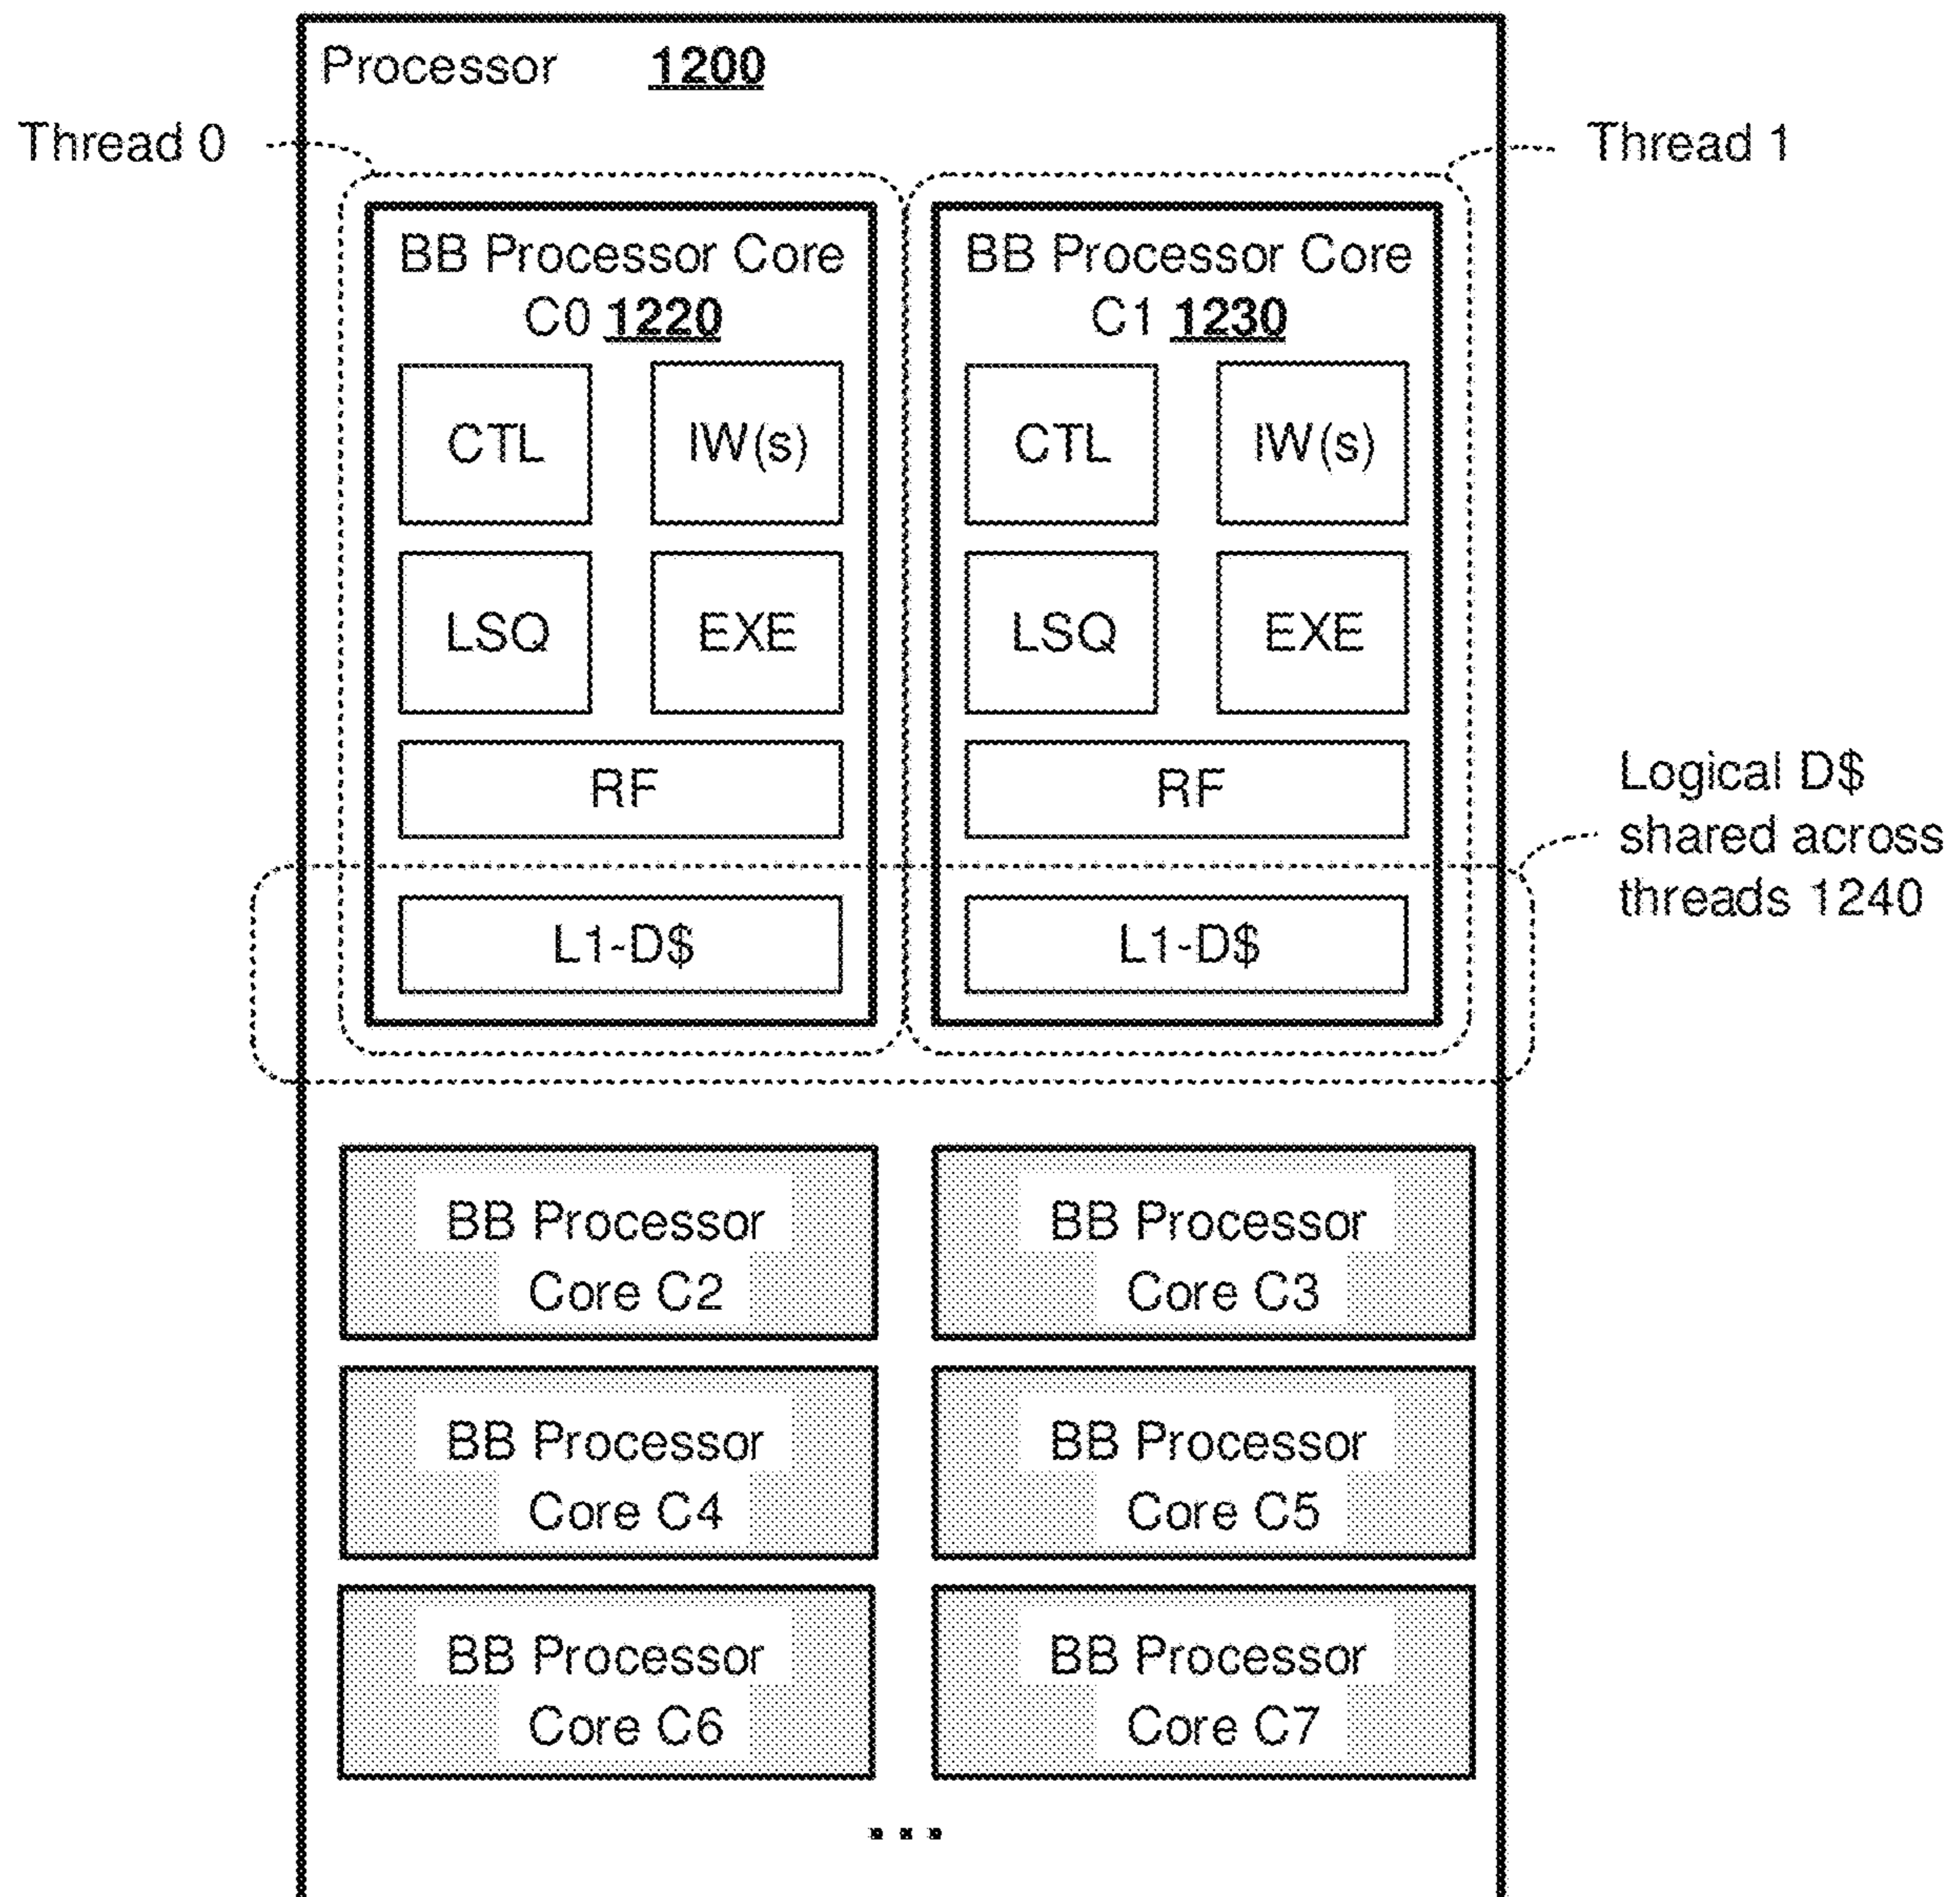 Processor 1200
Thread 0
Thread 1
BB Processor Core
C0 1220
CTL
IW(s)
LSQ
EXE
RF
L1-D$
BB Processor Core
C1 1230
CTL
IW(s)
LSQ
EXE
RF
L1-D$
Logical D$
shared across
threads 1240
BB Processor
Core C2
BB Processor
Core C3
BB Processor
Core C4
BB Processor
Core C5
BB Processor
Core C6
BB Processor
Core C7
...